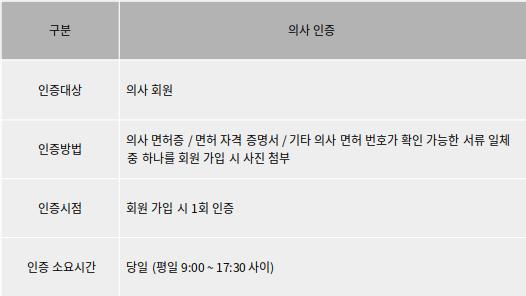 구분 의사 인증
인증대상 의사 회원
인증방법 의사 면허증 / 면허 자격 증명서 / 기타 의사 면허 번호가 확인 가능한 서류 일체
중 하나를 회원 가입 시 사진 첨부
인증시점 회원 가입 시 1회 인증
인증 소요시간 당일 (평일 9:00 ~ 17:30 사이)